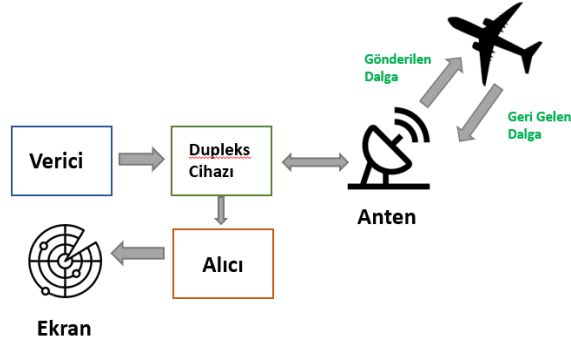 Gönderilen
Dalga
Geri Gelen
Dalga
Verici
Dupleks
Cihazı
Anten
Alıcı
Ekran